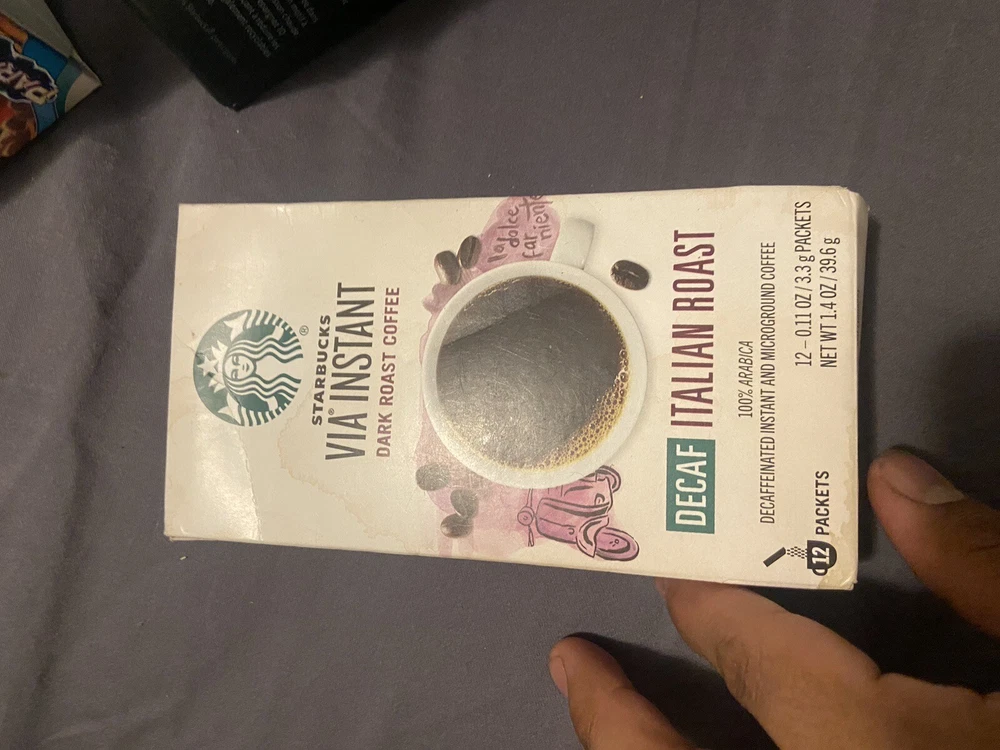 STARBUCKS®
VIA® INSTANT
DARK ROAST COFFEE
la dolce
far niente
DECAF ITALIAN ROAST
100% ARABICA
DECAFFEINATED INSTANT AND MICROGROUND COFFEE
12 PACKETS
12 – 0.11 OZ / 3.3 g PACKETS
NET WT 1.4 OZ / 39.6 g